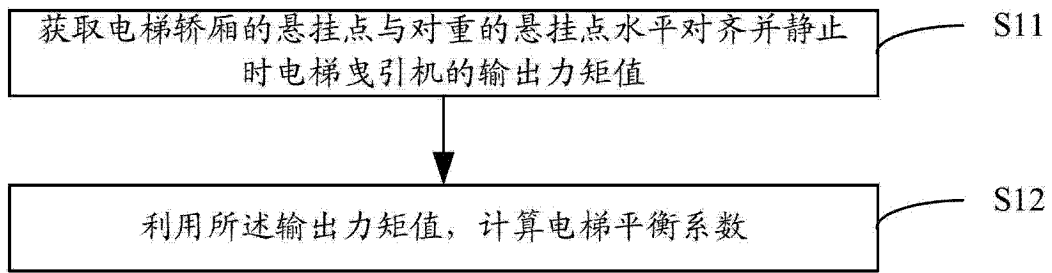 获取电梯轿厢的悬挂点与对重的悬挂点水平对齐并静止
时电梯曳引机的输出力矩值
S11
利用所述输出力矩值，计算电梯平衡系数
S12